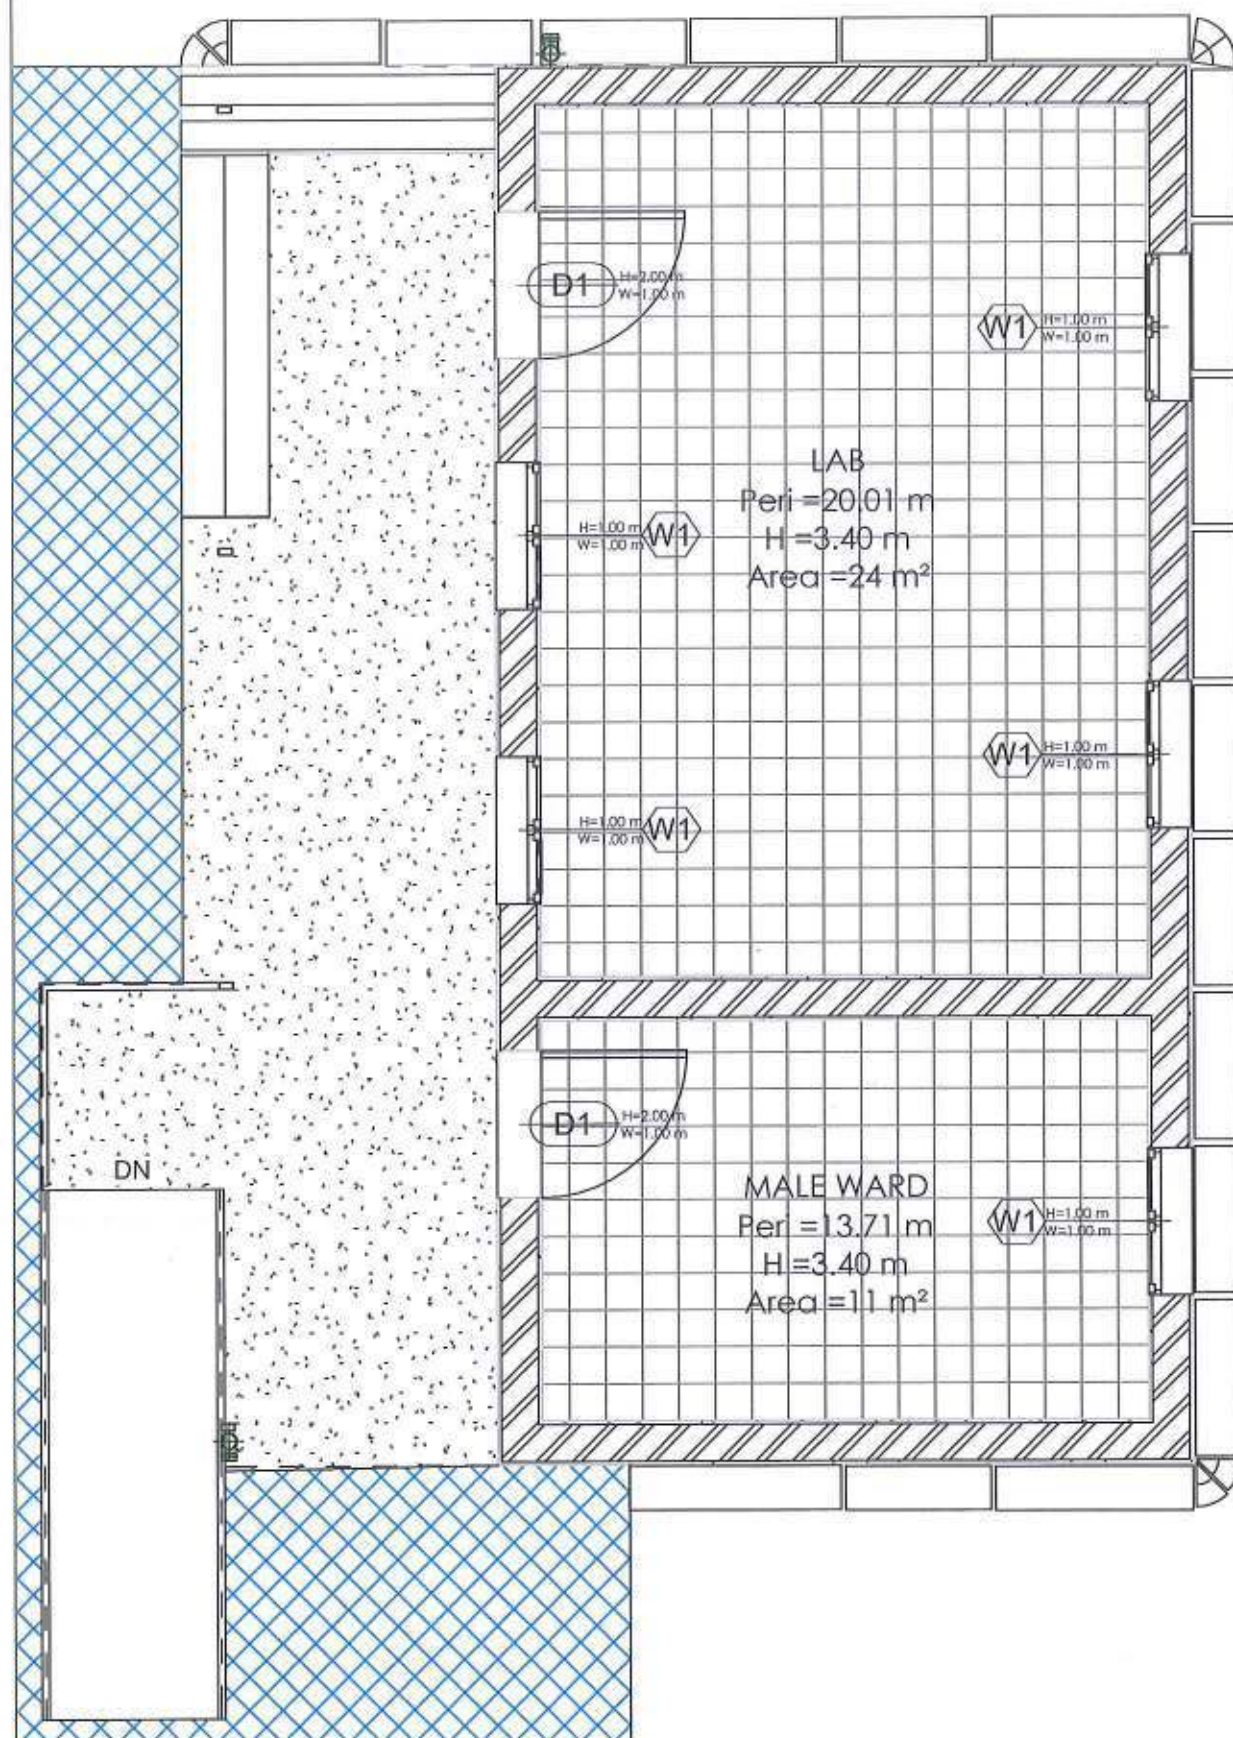 D1
H=2.00 m
W=1.00 m
W1
H=1.00 m
W=1.00 m
LAB
Peri =20.01 m
H =3.40 m
Area =24 m²
H=1.00 m
W=1.00 m
W1
W1
H=1.00 m
W=1.00 m
H=1.00 m
W=1.00 m
W1
D1
H=2.00 m
W=1.00 m
DN
MALE WARD
Peri =13.71 m
H =3.40 m
Area =11 m²
W1
H=1.00 m
W=1.00 m